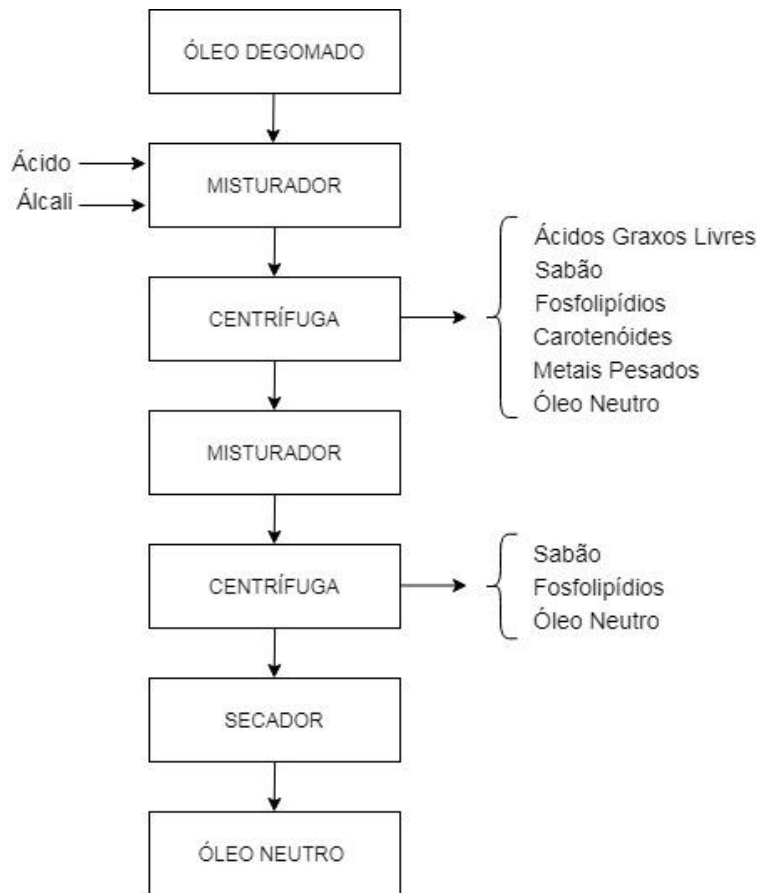 ÓLEO DEGOMADO
Ácido
Álcali
MISTURADOR
CENTRÍFUGA
Ácidos Graxos Livres
Sabão
Fosfolipídios
Carotenóides
Metais Pesados
Óleo Neutro
MISTURADOR
CENTRÍFUGA
Sabão
Fosfolipídios
Óleo Neutro
SECADOR
ÓLEO NEUTRO